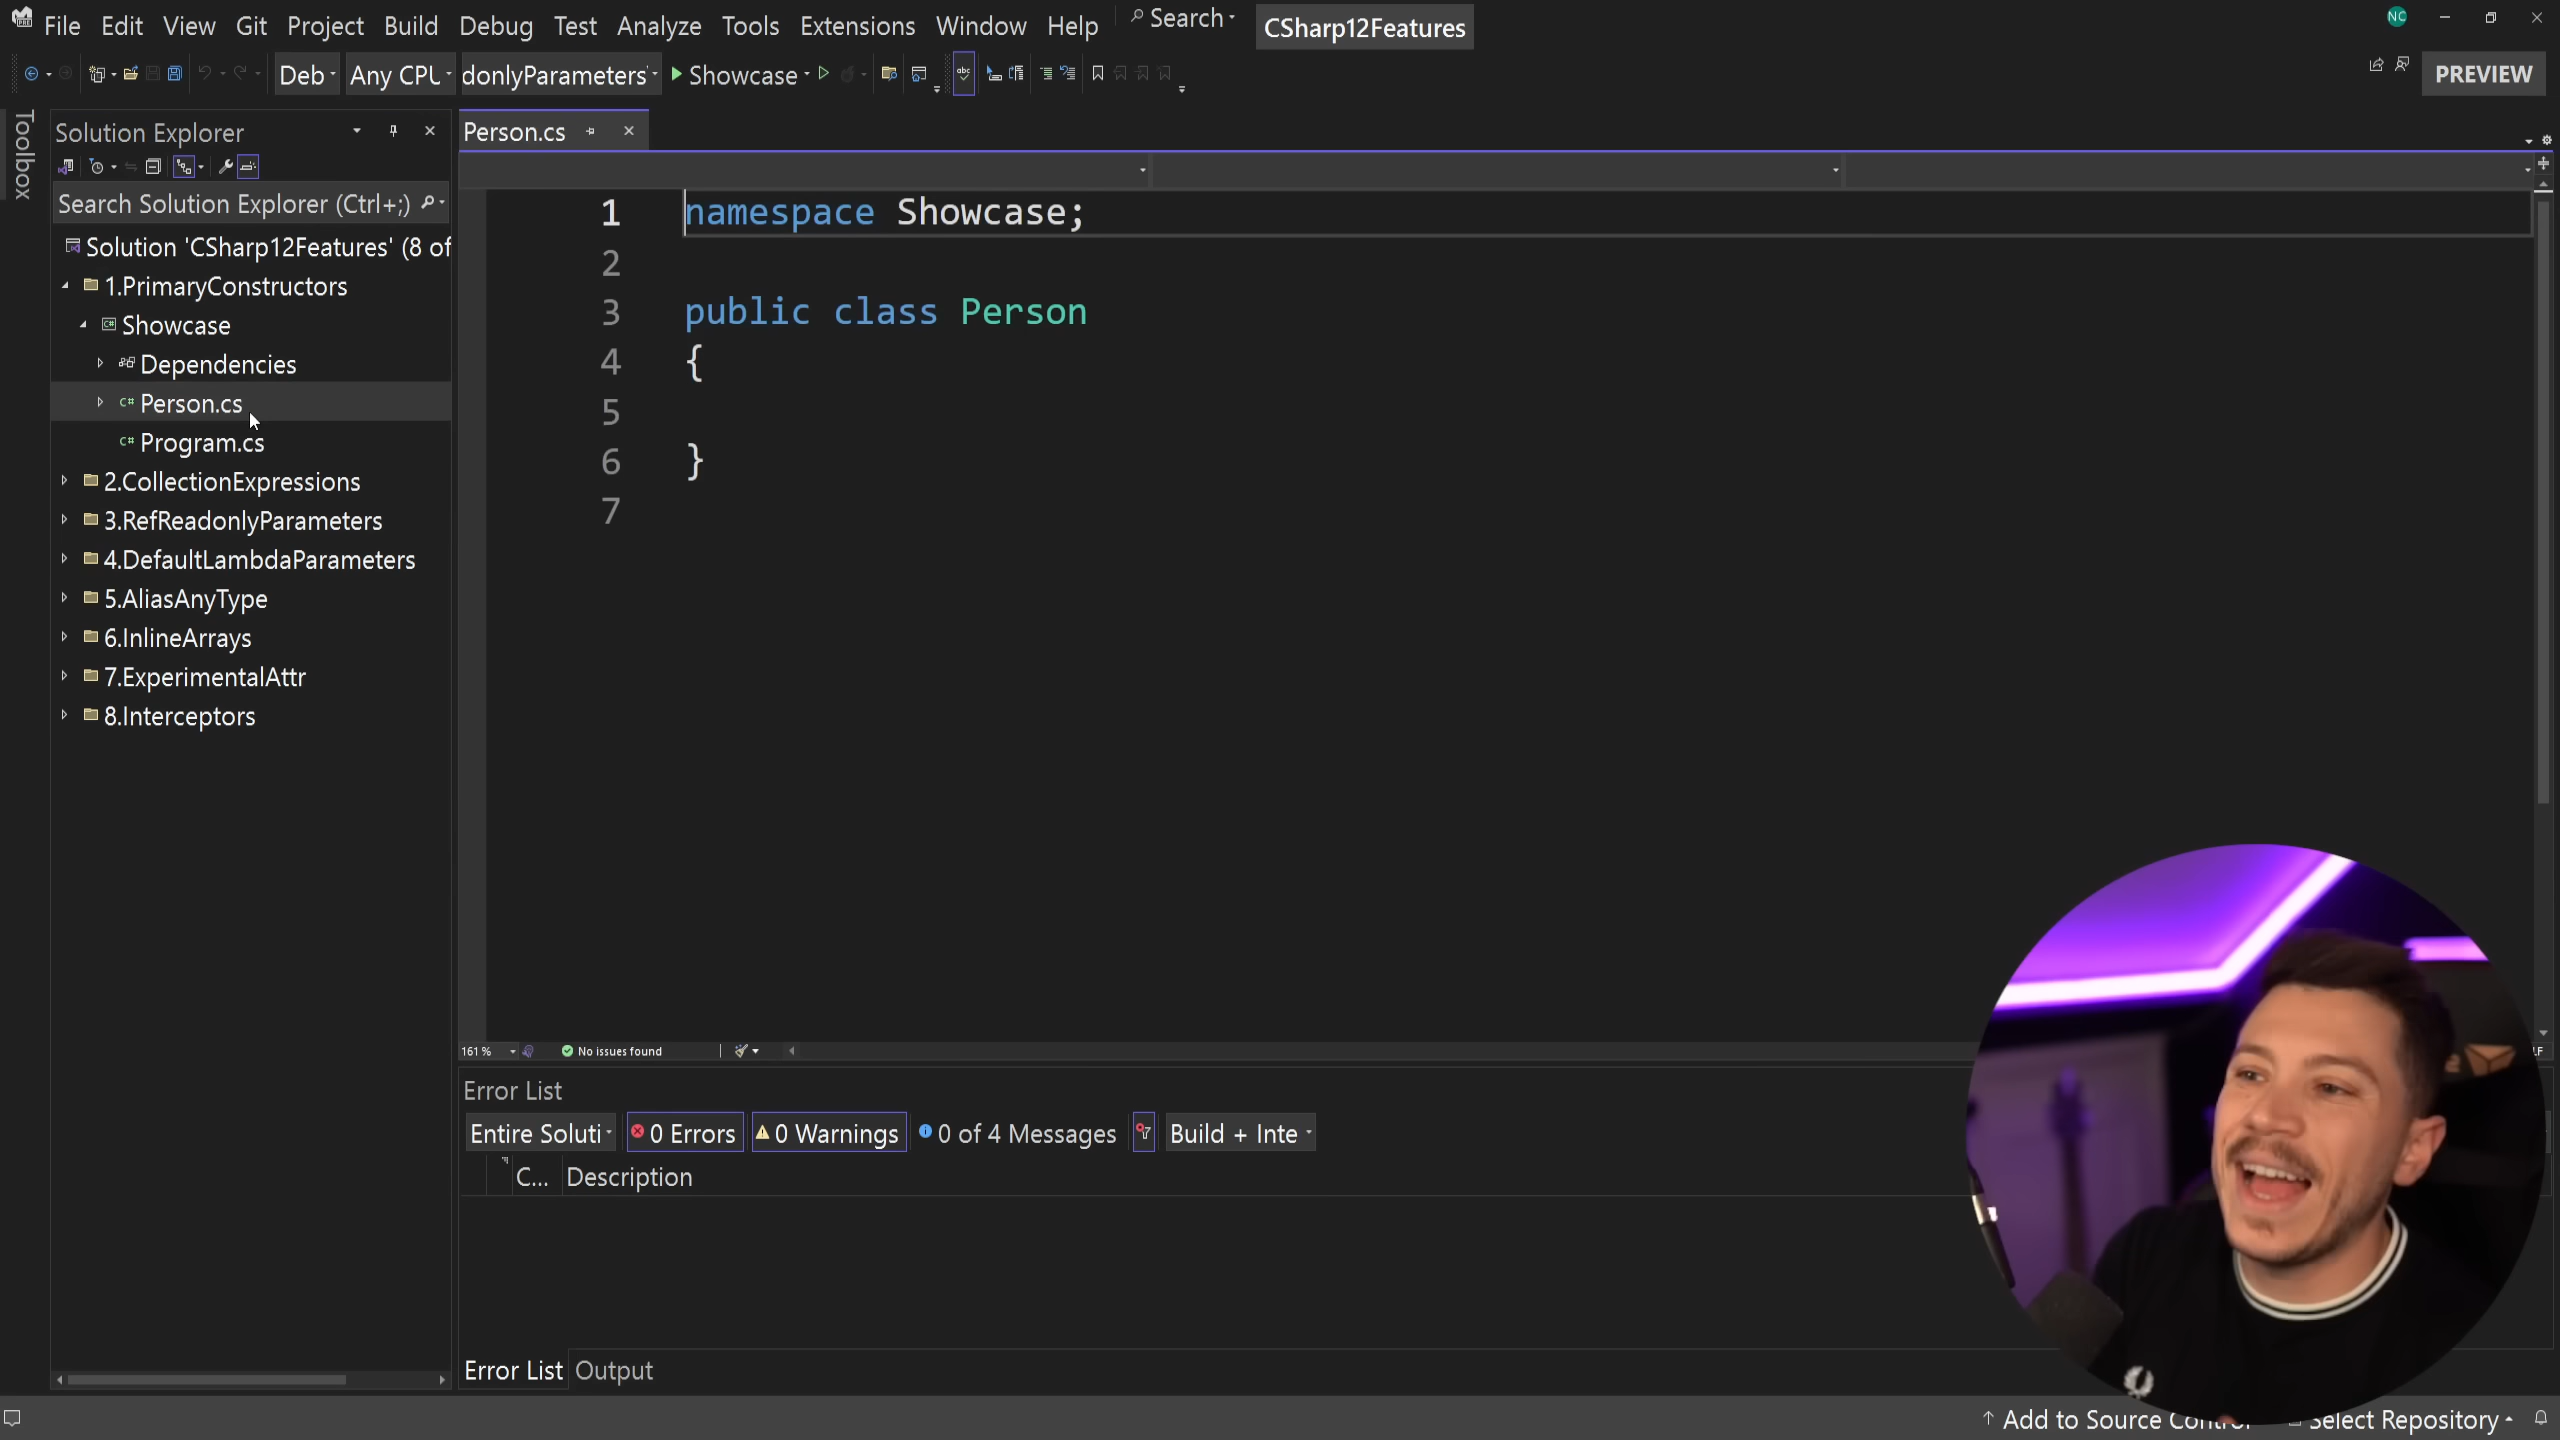 File Edit View Git Project Build Debug Test Analyze Tools Extensions Window Help Search CSharp12Features NC
Deb Any CPU donlyParameters Showcase PREVIEW
Toolbox
Solution Explorer
Search Solution Explorer (Ctrl+;)
Solution 'CSharp12Features' (8 of
1.PrimaryConstructors
Showcase
Dependencies
C# Person.cs
C# Program.cs
2.CollectionExpressions
3.RefReadonlyParameters
4.DefaultLambdaParameters
5.AliasAnyType
6.InlineArrays
7.ExperimentalAttr
8.Interceptors
Person.cs
1 namespace Showcase;
2
3 public class Person
4 {
5
6 }
7
161 % No issues found
Error List
Entire Soluti 0 Errors 0 Warnings 0 of 4 Messages Build + Inte
C... Description
Error List Output
Add to Source Control Select Repository